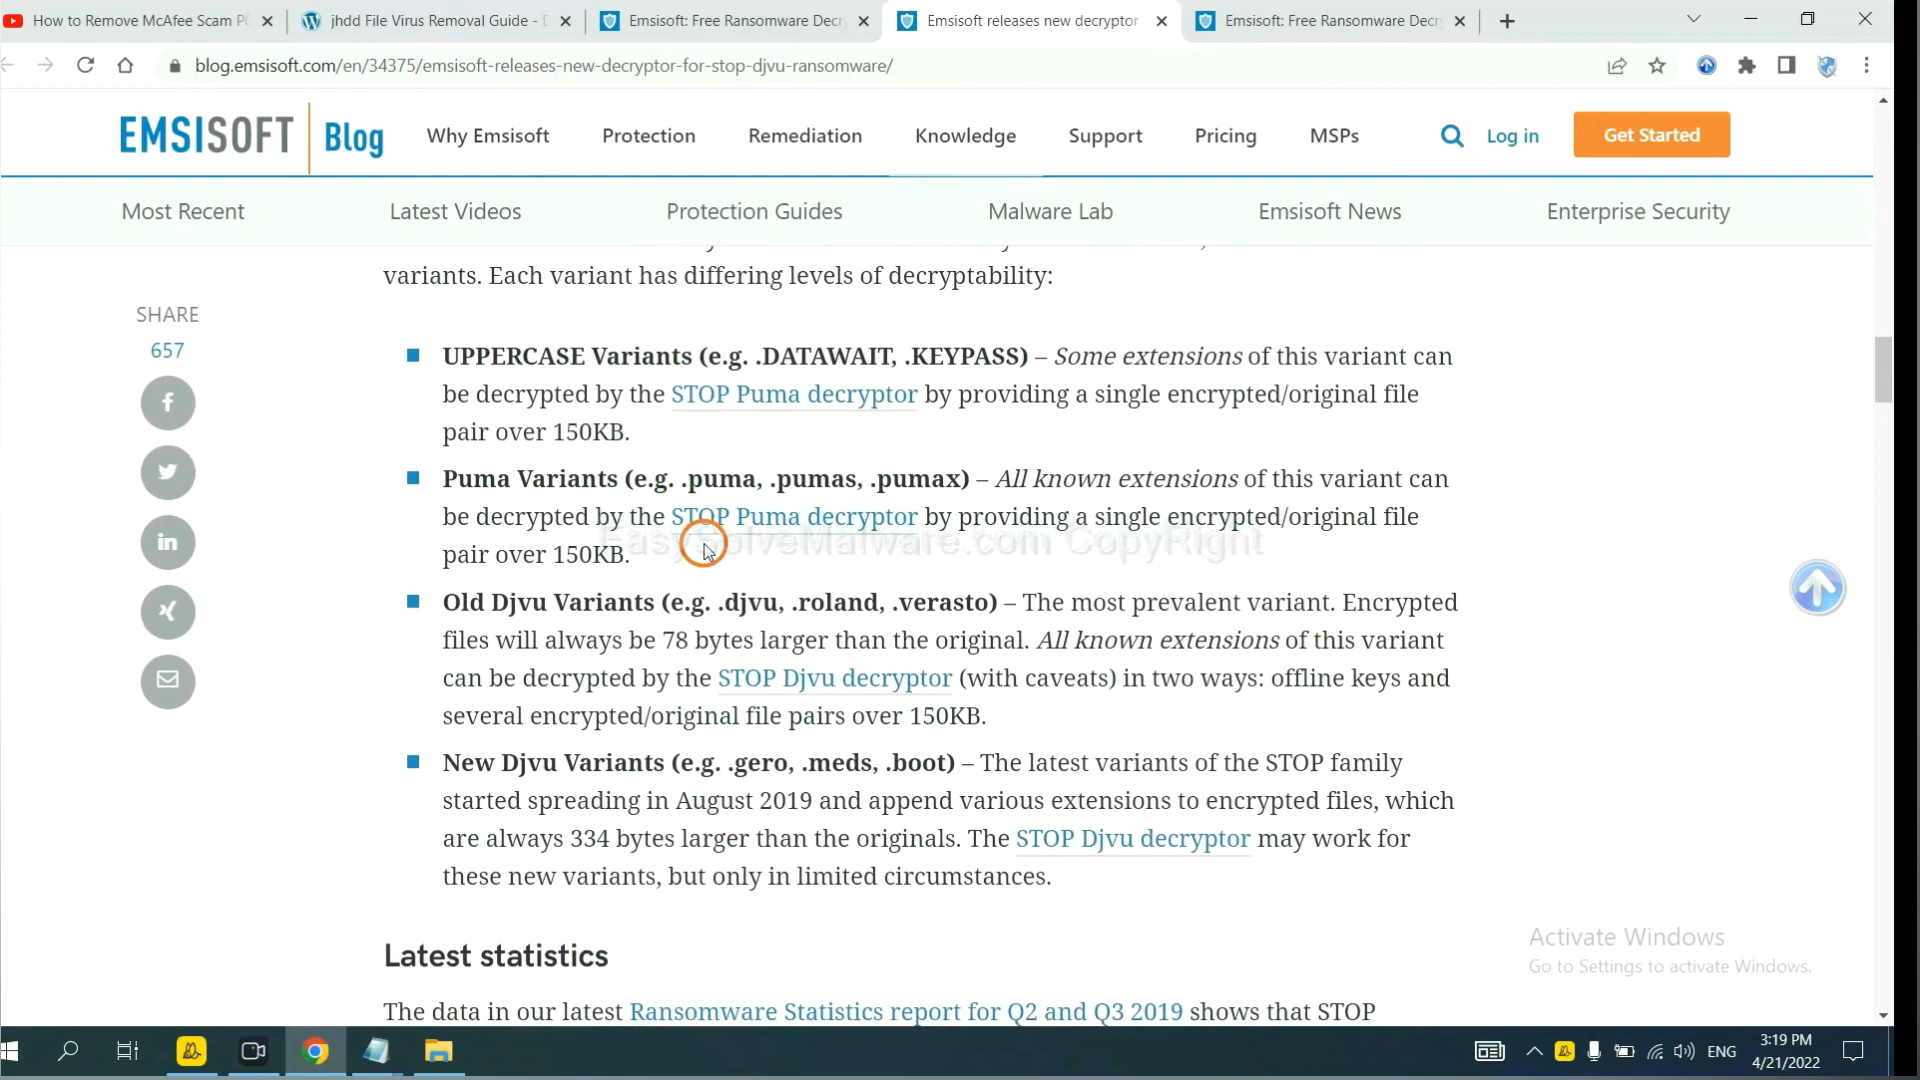 How to Remove McAfee Scam P
jhdd File Virus Removal Guide -
Emsisoft: Free Ransomware Decr
Emsisoft releases new decryptor
Emsisoft: Free Ransomware Decr
blog.emsisoft.com/en/34375/emsisoft-releases-new-decryptor-for-stop-djvu-ransomware/
EMSISOFT Blog
Why Emsisoft
Protection
Remediation
Knowledge
Support
Pricing
MSPs
Log in
Get Started
Most Recent
Latest Videos
Protection Guides
Malware Lab
Emsisoft News
Enterprise Security
variants. Each variant has differing levels of decryptability:
SHARE
657
UPPERCASE Variants (e.g. .DATAWAIT, .KEYPASS) – Some extensions of this variant can
be decrypted by the STOP Puma decryptor by providing a single encrypted/original file
pair over 150KB.
Puma Variants (e.g. .puma, .pumas, .pumax) – All known extensions of this variant can
be decrypted by the STOP Puma decryptor by providing a single encrypted/original file
EasySolveMalware.com CopyRight
pair over 150KB.
Old Djvu Variants (e.g. .djvu, .roland, .verasto) – The most prevalent variant. Encrypted
files will always be 78 bytes larger than the original. All known extensions of this variant
can be decrypted by the STOP Djvu decryptor (with caveats) in two ways: offline keys and
several encrypted/original file pairs over 150KB.
New Djvu Variants (e.g. .gero, .meds, .boot) – The latest variants of the STOP family
started spreading in August 2019 and append various extensions to encrypted files, which
are always 334 bytes larger than the originals. The STOP Djvu decryptor may work for
these new variants, but only in limited circumstances.
Latest statistics
The data in our latest Ransomware Statistics report for Q2 and Q3 2019 shows that STOP
Activate Windows
Go to Settings to activate Windows.
ENG
3:19 PM
4/21/2022